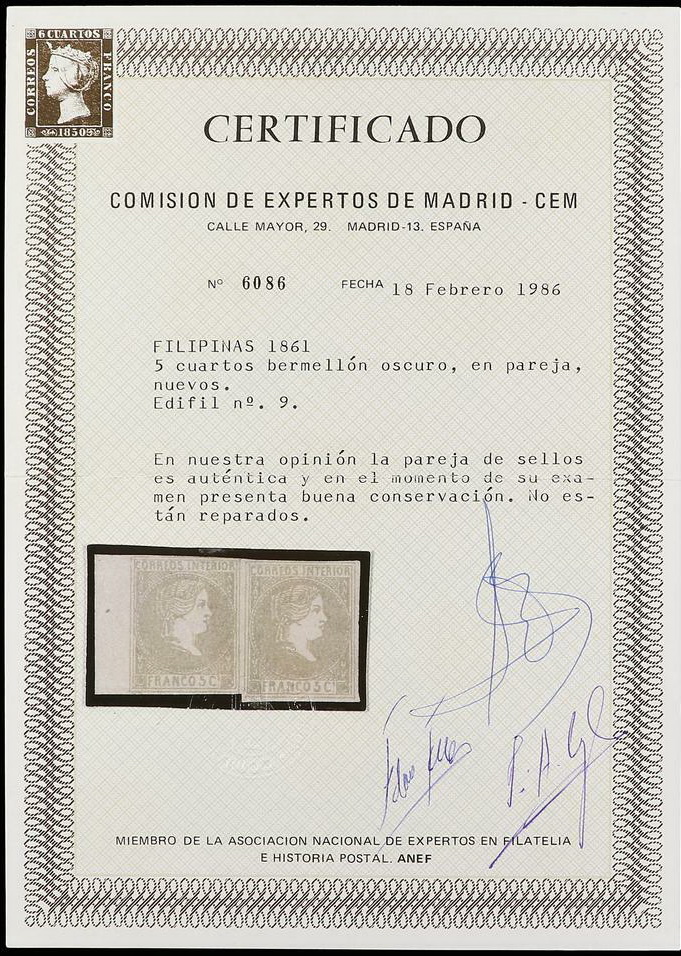 6 CUARTOS
CORREOS
FRANCO
1850
CERTIFICADO
COMISION DE EXPERTOS DE MADRID - CEM
CALLE MAYOR, 29. MADRID-13. ESPAÑA
Nº 6086 FECHA 18 Febrero 1986
FILIPINAS 1861
5 cuartos bermellón oscuro, en pareja,
nuevos.
Edifil nº. 9.
En nuestra opinión la pareja de sellos
es auténtica y en el momento de su exa-
men presenta buena conservación. No es-
tán reparados.
CORREOS INTERIOR CORREOS INTERIOR
FRANCO 5 C. FRANCO 5 C.
MIEMBRO DE LA ASOCIACION NACIONAL DE EXPERTOS EN FILATELIA
E HISTORIA POSTAL. ANEF